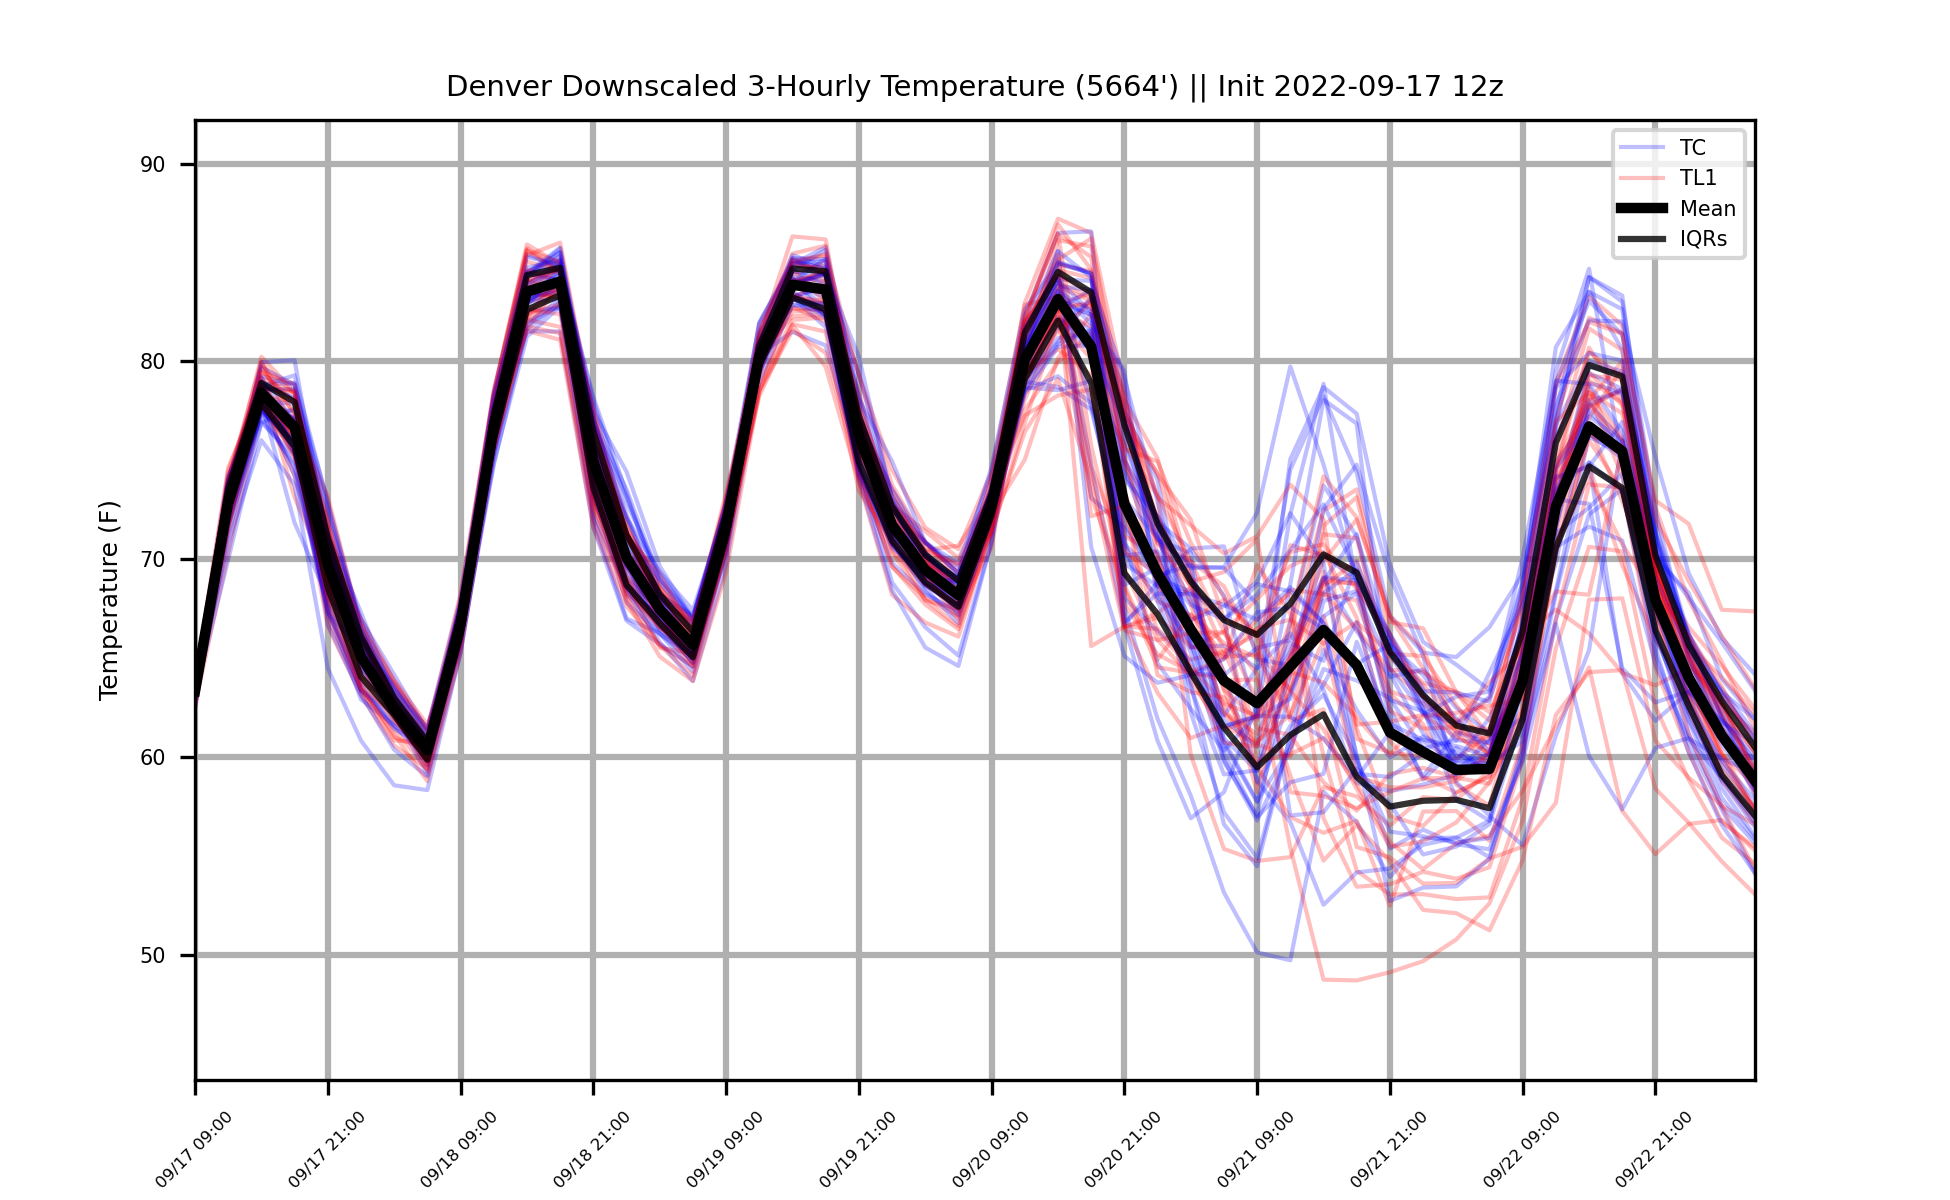 Denver Downscaled 3-Hourly Temperature (5664') || Init 2022-09-17 12z
TC
TL1
Mean
IQRs
Temperature (F)
90
80
70
60
50
09/17 09:00
09/17 21:00
09/18 09:00
09/18 21:00
09/19 09:00
09/19 21:00
09/20 09:00
09/20 21:00
09/21 09:00
09/21 21:00
09/22 09:00
09/22 21:00